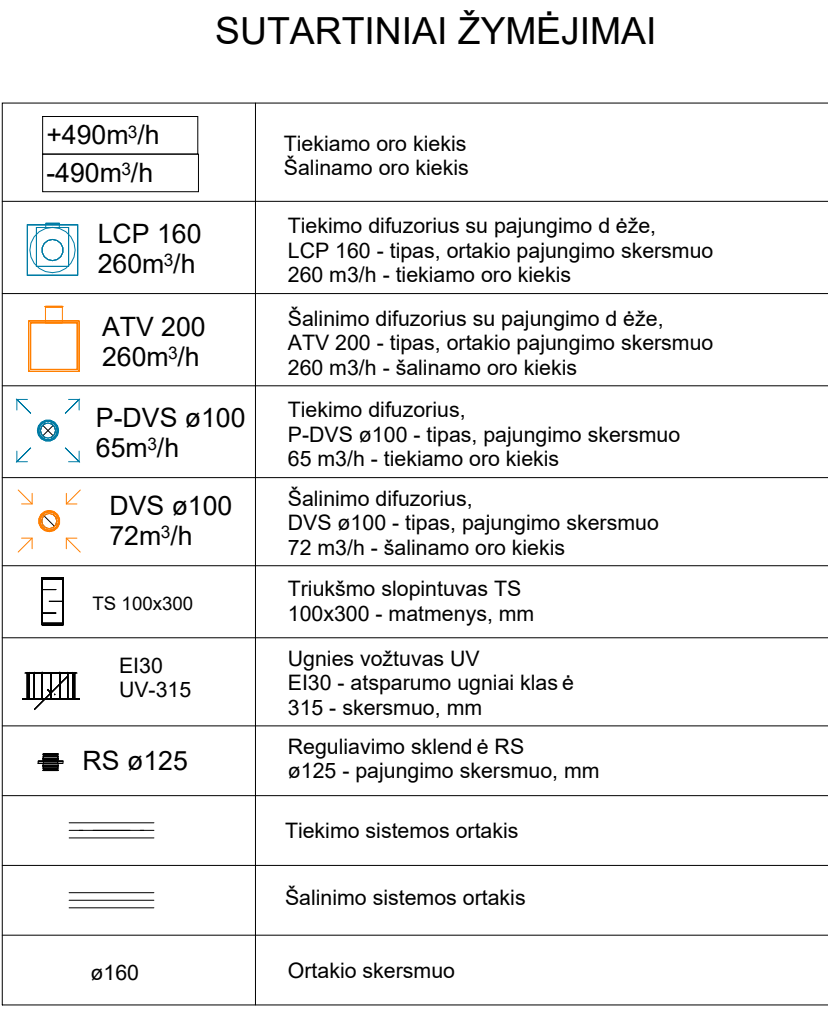 SUTARTINIAI ŽYMĖJIMAI
+490m³/h
-490m³/h
Tiekiamo oro kiekis
Šalinamo oro kiekis
LCP 160
260m³/h
Tiekimo difuzorius su pajungimo d ėže,
LCP 160 - tipas, ortakio pajungimo skersmuo
260 m3/h - tiekiamo oro kiekis
ATV 200
260m³/h
Šalinimo difuzorius su pajungimo d ėže,
ATV 200 - tipas, ortakio pajungimo skersmuo
260 m3/h - šalinamo oro kiekis
P-DVS ø100
65m³/h
Tiekimo difuzorius,
P-DVS ø100 - tipas, pajungimo skersmuo
65 m3/h - tiekiamo oro kiekis
DVS ø100
72m³/h
Šalinimo difuzorius,
DVS ø100 - tipas, pajungimo skersmuo
72 m3/h - šalinamo oro kiekis
TS 100x300
Triukšmo slopintuvas TS
100x300 - matmenys, mm
EI30
UV-315
Ugnies vožtuvas UV
EI30 - atsparumo ugniai klas ė
315 - skersmuo, mm
RS ø125
Reguliavimo sklend ė RS
ø125 - pajungimo skersmuo, mm
Tiekimo sistemos ortakis
Šalinimo sistemos ortakis
ø160
Ortakio skersmuo